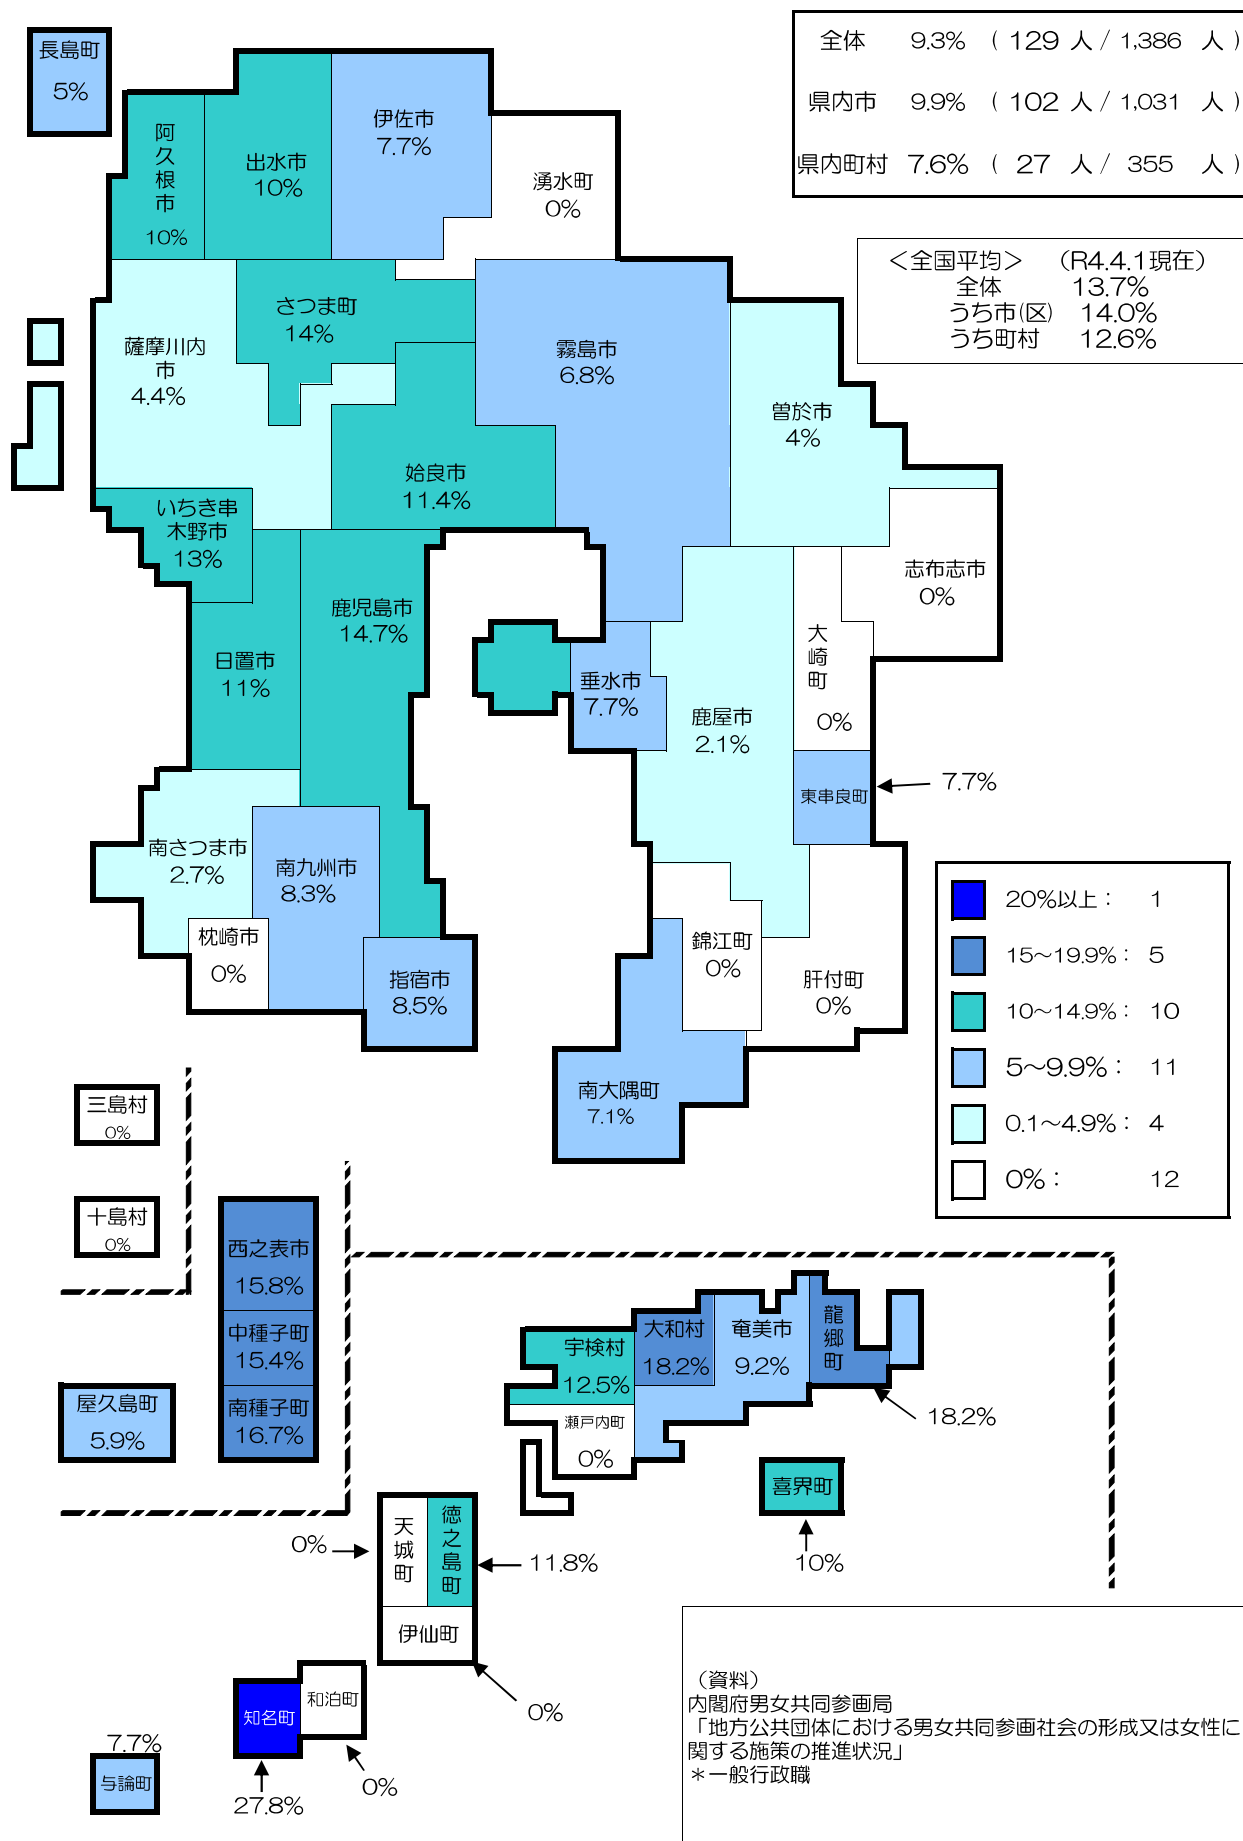 長島町
5%
全体 9.3% ( 129 人 / 1,386 人 )
県内市 9.9% ( 102 人 / 1,031 人 )
県内町村 7.6% ( 27 人 / 355 人 )
＜全国平均＞ （R4.4.1現在）
全体 13.7%
うち市(区) 14.0%
うち町村 12.6%
阿久根市
10%
出水市
10%
伊佐市
7.7%
湧水町
0%
さつま町
14%
薩摩川内
市
4.4%
霧島市
6.8%
曽於市
4%
姶良市
11.4%
いちき串
木野市
13%
志布志市
0%
鹿児島市
14.7%
大崎町
0%
日置市
11%
垂水市
7.7%
鹿屋市
2.1%
東串良町
7.7%
南さつま市
2.7%
南九州市
8.3%
枕崎市
0%
指宿市
8.5%
錦江町
0%
肝付町
0%
南大隅町
7.1%
20%以上： 1
15～19.9%： 5
10～14.9%： 10
5～9.9%： 11
0.1～4.9%： 4
0%： 12
三島村
0%
十島村
0%
西之表市
15.8%
中種子町
15.4%
南種子町
16.7%
屋久島町
5.9%
宇検村
12.5%
大和村
18.2%
奄美市
9.2%
龍郷町
18.2%
瀬戸内町
0%
喜界町
10%
天城町
0%
徳之島町
11.8%
伊仙町
0%
和泊町
0%
知名町
27.8%
7.7%
与論町
（資料）
内閣府男女共同参画局
「地方公共団体における男女共同参画社会の形成又は女性に
関する施策の推進状況」
＊一般行政職